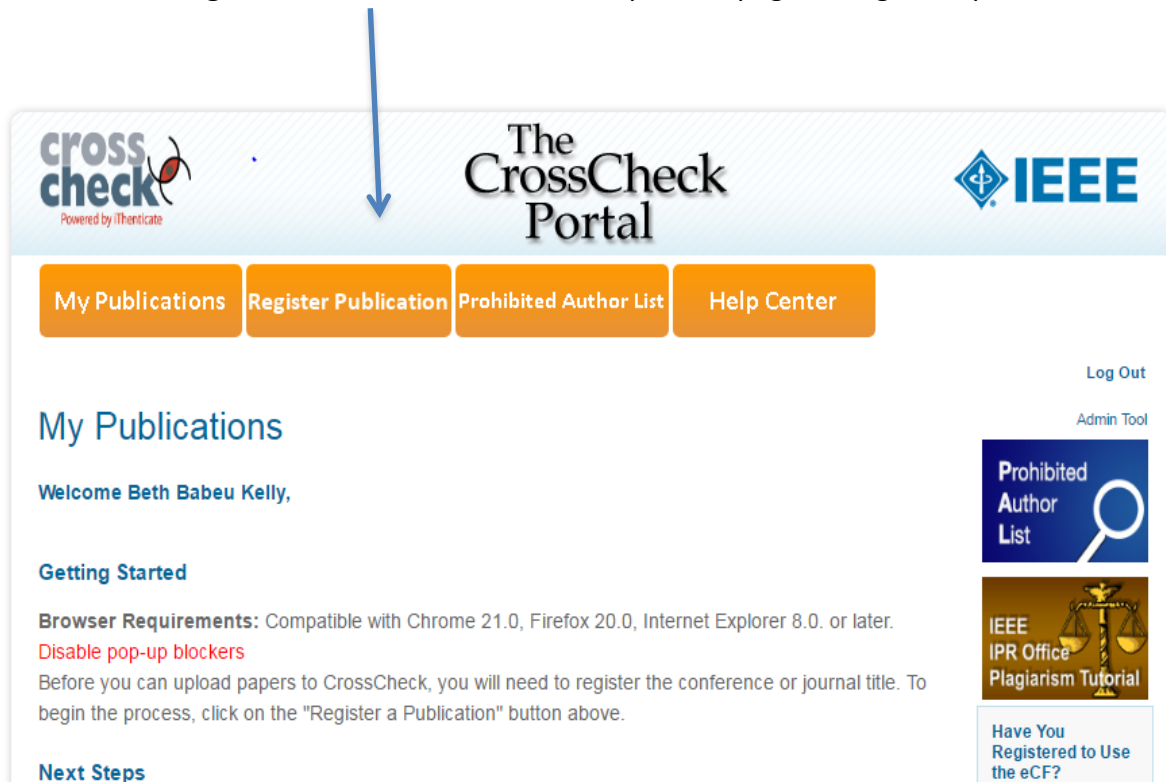 cross
check
Powered by iThenticate
The
CrossCheck
Portal
IEEE
My Publications Register Publication Prohibited Author List Help Center
Log Out
Admin Tool
My Publications
Welcome Beth Babeu Kelly,
Getting Started
Browser Requirements: Compatible with Chrome 21.0, Firefox 20.0, Internet Explorer 8.0. or later.
Disable pop-up blockers
Before you can upload papers to CrossCheck, you will need to register the conference or journal title. To
begin the process, click on the "Register a Publication" button above.
Next Steps
Prohibited
Author
List
IEEE
IPR Office
Plagiarism Tutorial
Have You
Registered to Use
the eCF?